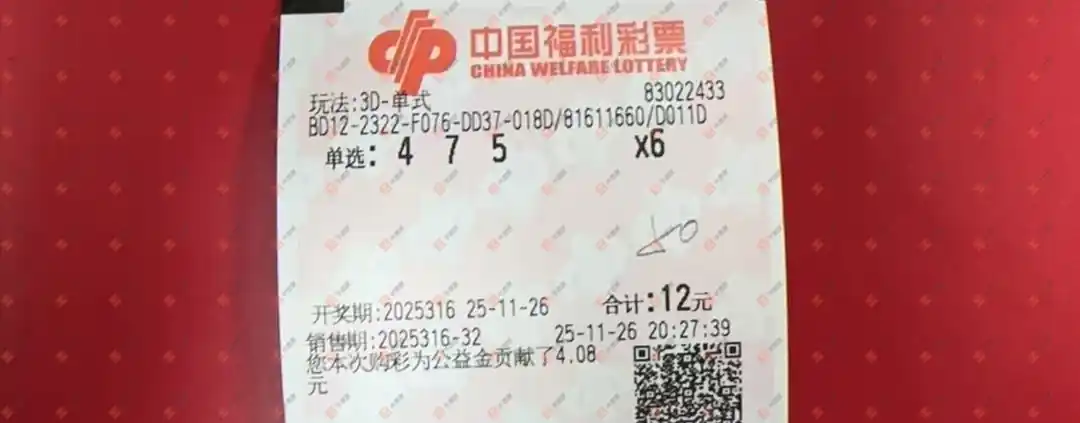 中国福利彩票
CHINA WELFARE LOTTERY
玩法:3D-单式 83022433
BD12-2322-F076-DD37-018D/81611660/D011D
单选: 4 7 5 x6
开奖期:2025316 25-11-26 合计:12元
销售期:2025316-32 25-11-26 20:27:39
您本次购彩为公益金贡献了4.08
元